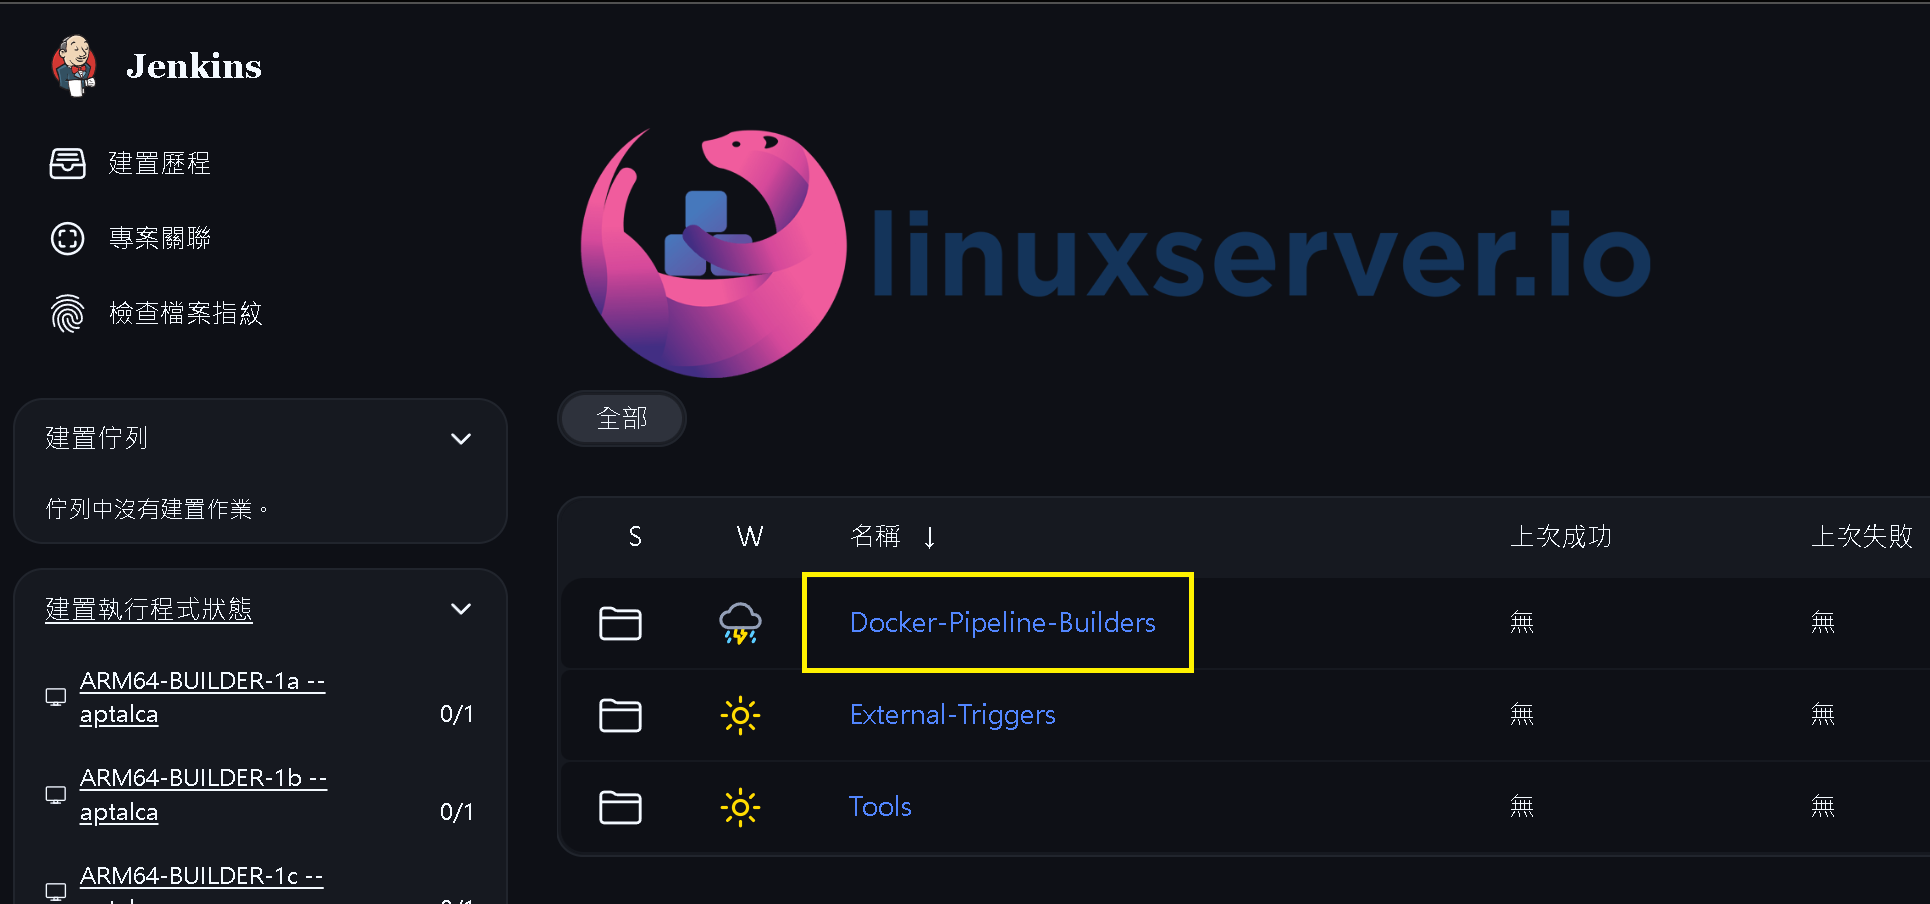 Jenkins
建置歷程
專案關聯
檢查檔案指紋
建置佇列
佇列中沒有建置作業。
建置執行程式狀態
ARM64-BUILDER-1a --
aptalca
0/1
ARM64-BUILDER-1b --
aptalca
0/1
ARM64-BUILDER-1c --
linuxserver.io
全部
S W 名稱 ↓ 上次成功 上次失敗
Docker-Pipeline-Builders 無 無
External-Triggers 無 無
Tools 無 無